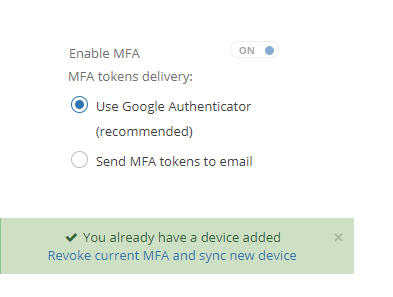 Enable MFA
ON
MFA tokens delivery:
Use Google Authenticator
(recommended)
Send MFA tokens to email
✔ You already have a device added ×
Revoke current MFA and sync new device